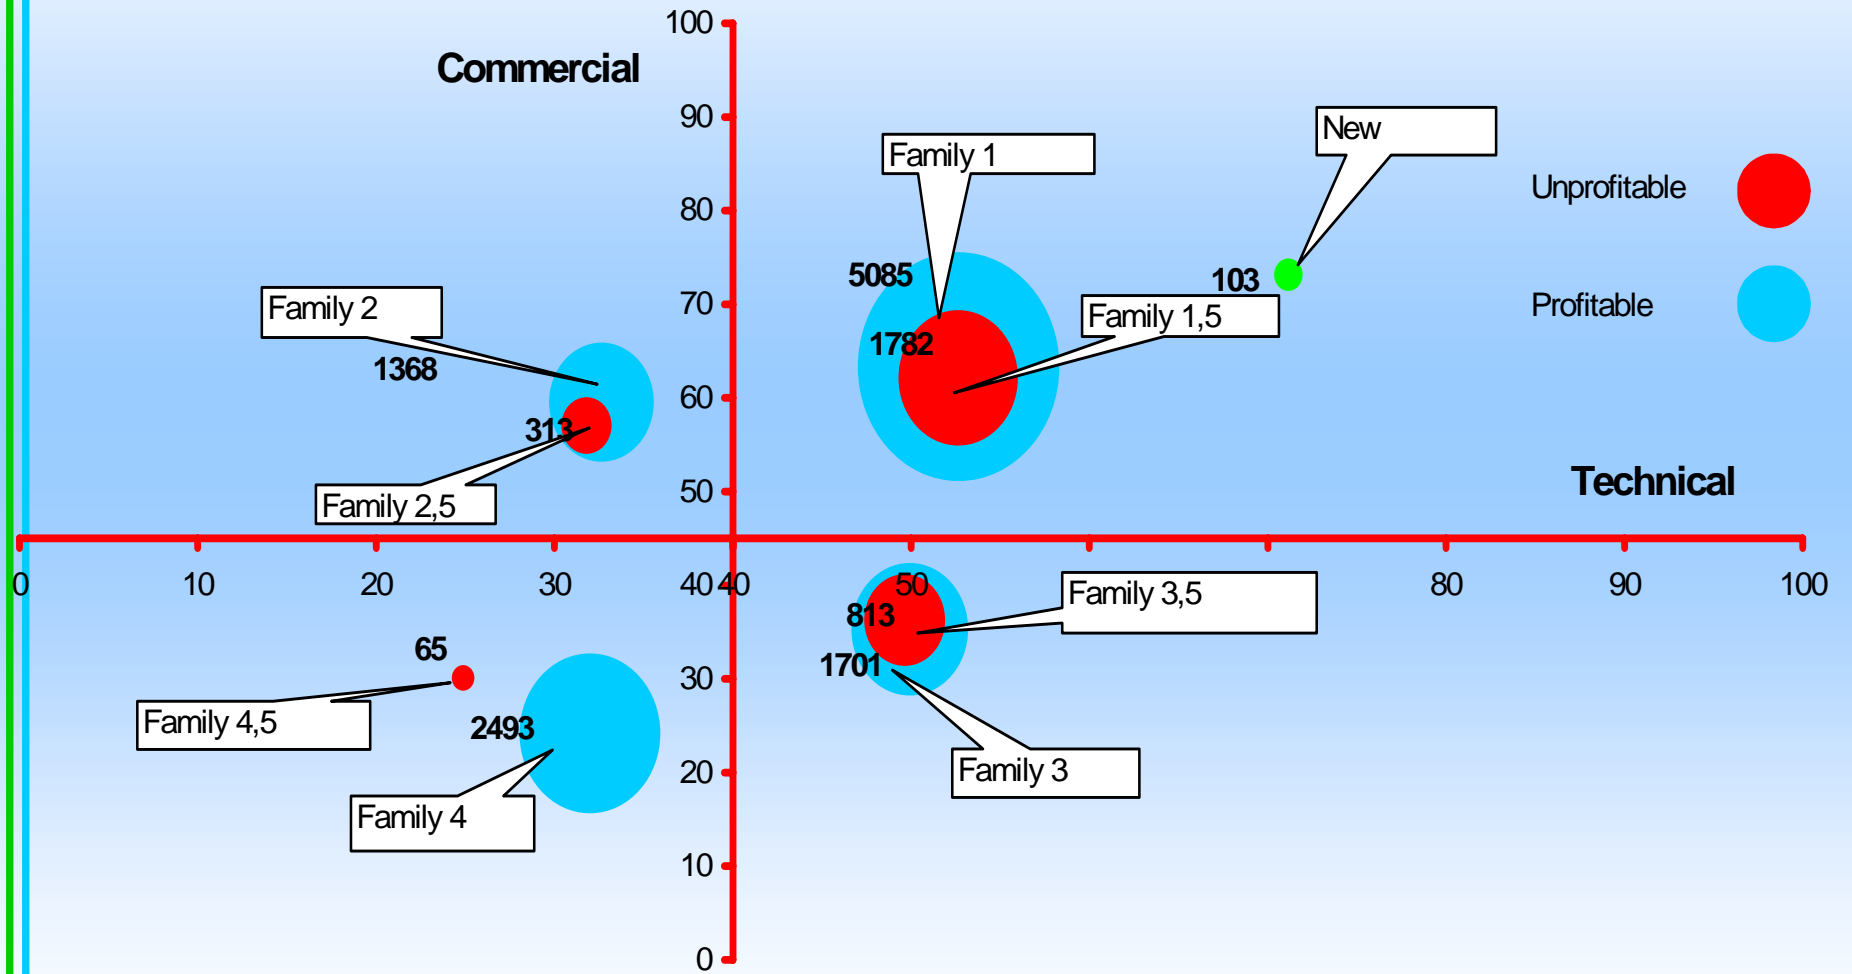 100
Commercial
90
New
Family 1
Unprofitable
80
5085
103
70
Family 2
Family 1,5
Profitable
1782
1368
60
313
50
Technical
Family 2,5
0
10
20
30
40
40
50
80
90
100
Family 3,5
813
65
1701
30
Family 4,5
2493
20
Family 3
Family 4
10
0